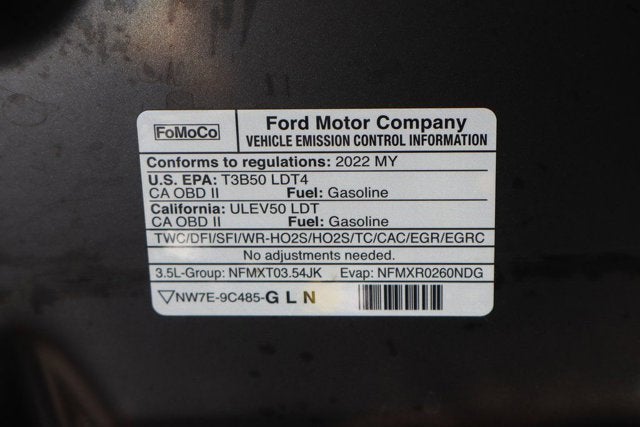 FoMoCo
Ford Motor Company
VEHICLE EMISSION CONTROL INFORMATION
Conforms to regulations: 2022 MY
U.S. EPA: T3B50 LDT4
CA OBD II Fuel: Gasoline
California: ULEV50 LDT
CA OBD II Fuel: Gasoline
TWC/DFI/SFI/WR-HO2S/HO2S/TC/CAC/EGR/EGRC
No adjustments needed.
3.5L-Group: NFMXT03.54JK Evap: NFMXR0260NDG
NW7E-9C485-G L N